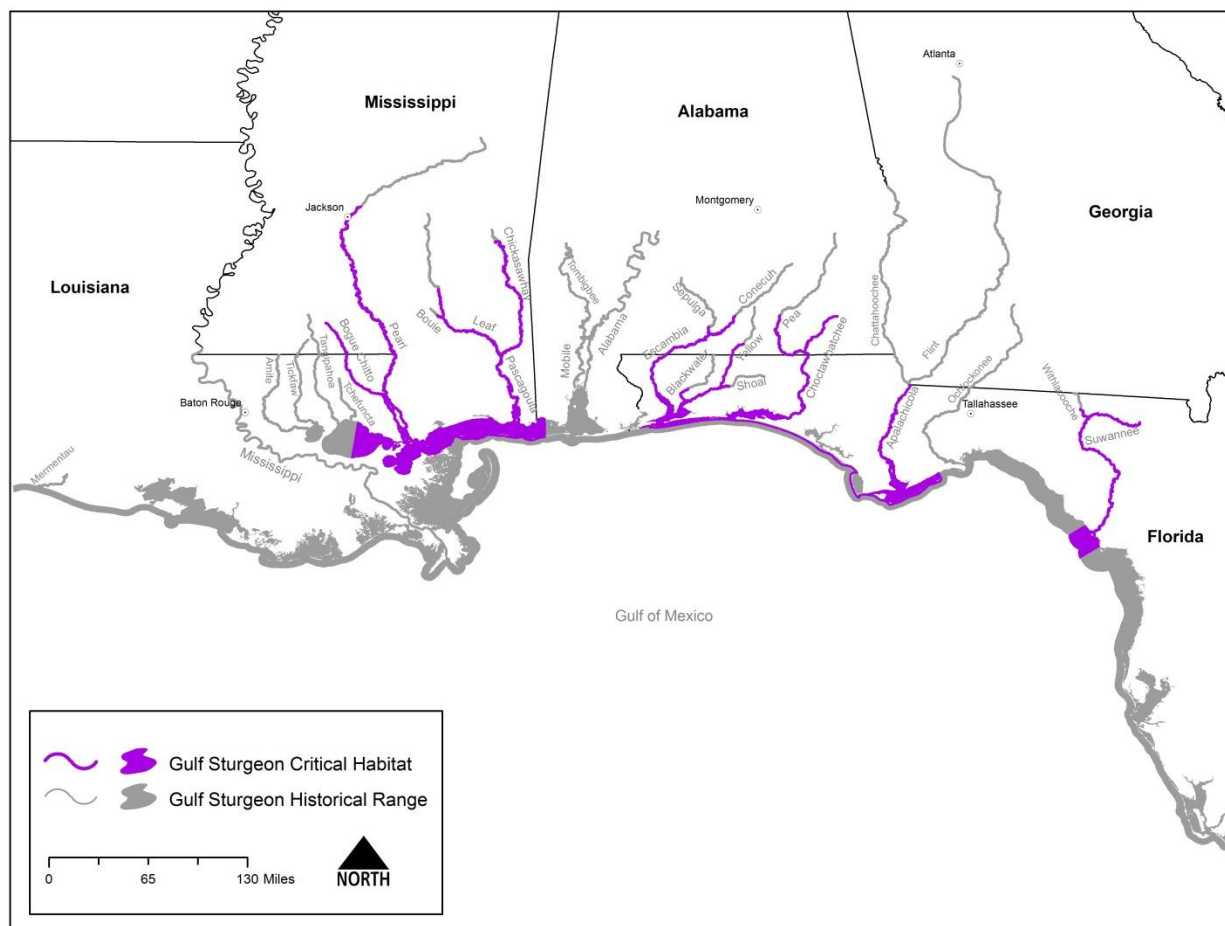 Atlanta
Mississippi
Alabama
Jackson
Montgomery
Georgia
Louisiana
Chickasawhay
Tombigbee
Alabama
Mobile
Sepulga
Conecuh
Pea
Chattahoochee
Bouie
Leaf
Escambia
Yellow
Choctawhatchee
Flint
Pearl
Bogue Chitto
Tangipahoa
Tickfaw
Amite
Tchefuncta
Pascagoula
Blackwater
Shoal
Baton Rouge
Apalachicola
Tallahassee
Suwannee
Mississippi
Mermentau
Florida
Gulf of Mexico
Gulf Sturgeon Critical Habitat
Gulf Sturgeon Historical Range
0 65 130 Miles
NORTH